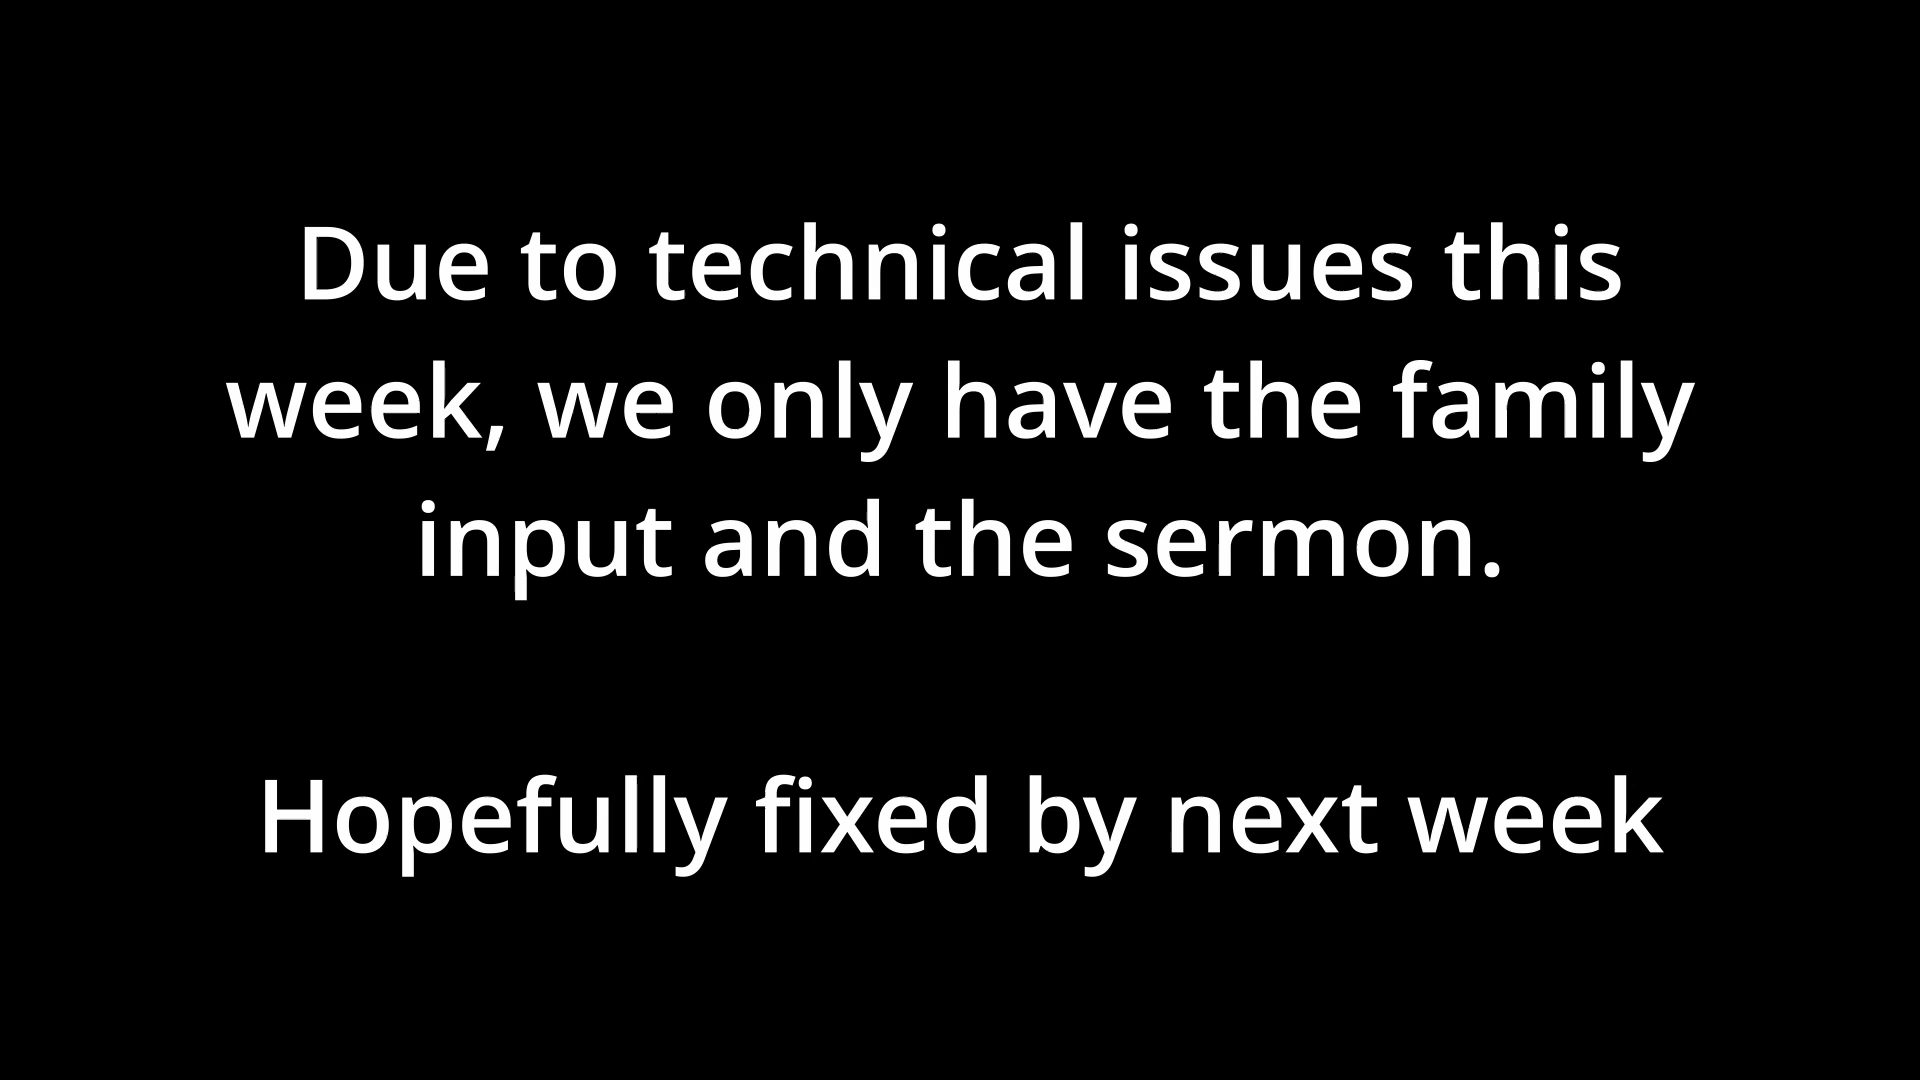 Due to technical issues this
week, we only have the family
input and the sermon.
Hopefully fixed by next week